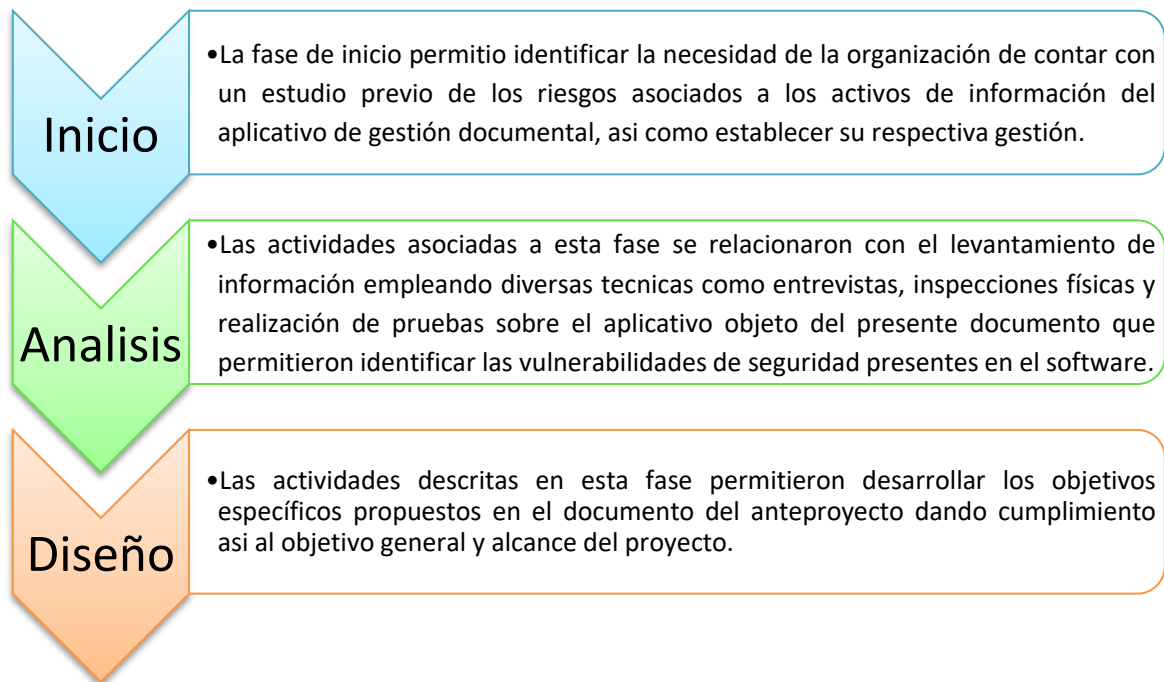 Inicio
•La fase de inicio permitio identificar la necesidad de la organización de contar con
un estudio previo de los riesgos asociados a los activos de información del
aplicativo de gestión documental, asi como establecer su respectiva gestión.
Analisis
•Las actividades asociadas a esta fase se relacionaron con el levantamiento de
información empleando diversas tecnicas como entrevistas, inspecciones físicas y
realización de pruebas sobre el aplicativo objeto del presente documento que
permitieron identificar las vulnerabilidades de seguridad presentes en el software.
Diseño
•Las actividades descritas en esta fase permitieron desarrollar los objetivos
específicos propuestos en el documento del anteproyecto dando cumplimiento
asi al objetivo general y alcance del proyecto.